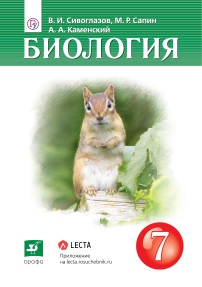 В. И. Сивоглазов, М. Р. Сапин
А. А. Каменский
БИОЛОГИЯ
7
LECTA
Приложение
на lecta.rosuchebnik.ru
дрофа